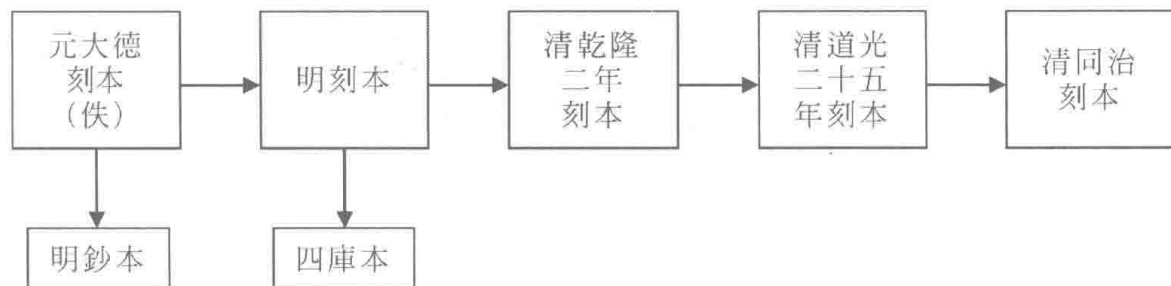 元大德
刻本
（佚）
明刻本
清乾隆
二年
刻本
清道光
二十五
年刻本
清同治
刻本
明鈔本
四庫本